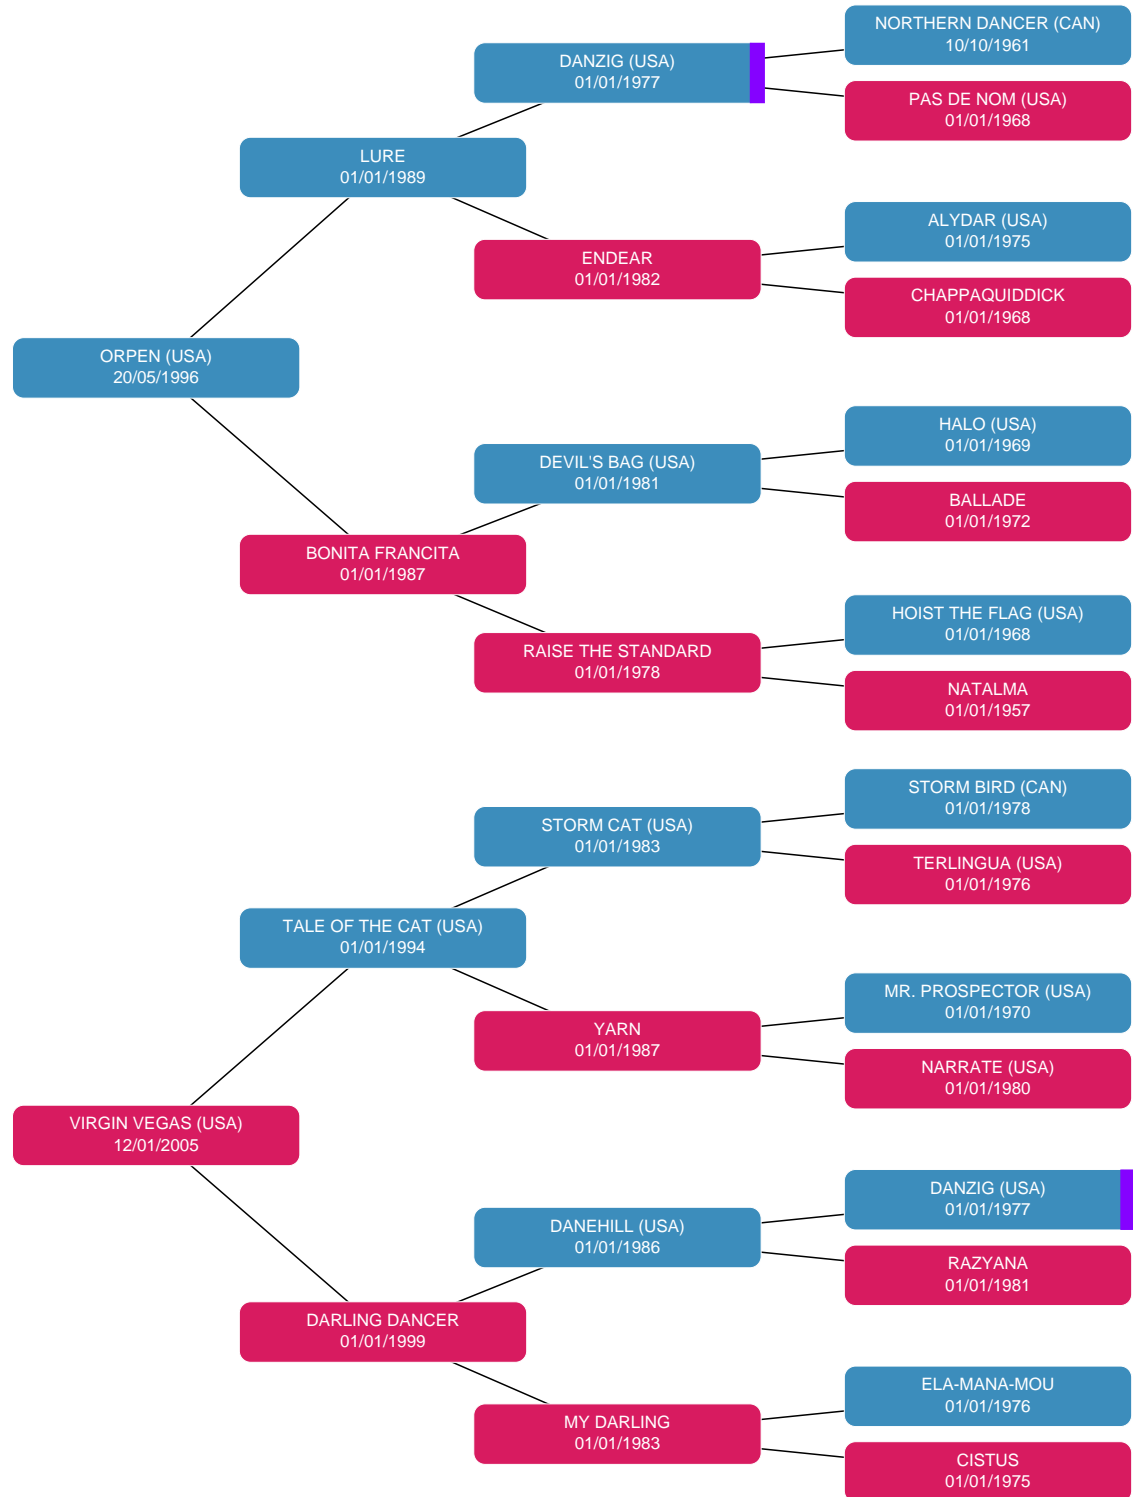 NORTHERN DANCER (CAN)
10/10/1961
DANZIG (USA)
01/01/1977
PAS DE NOM (USA)
01/01/1968
LURE
01/01/1989
ALYDAR (USA)
01/01/1975
ENDEAR
01/01/1982
CHAPPAQUIDDICK
01/01/1968
ORPEN (USA)
20/05/1996
HALO (USA)
01/01/1969
DEVIL'S BAG (USA)
01/01/1981
BALLADE
01/01/1972
BONITA FRANCITA
01/01/1987
HOIST THE FLAG (USA)
01/01/1968
RAISE THE STANDARD
01/01/1978
NATALMA
01/01/1957
STORM BIRD (CAN)
01/01/1978
STORM CAT (USA)
01/01/1983
TERLINGUA (USA)
01/01/1976
TALE OF THE CAT (USA)
01/01/1994
MR. PROSPECTOR (USA)
01/01/1970
YARN
01/01/1987
NARRATE (USA)
01/01/1980
VIRGIN VEGAS (USA)
12/01/2005
DANZIG (USA)
01/01/1977
DANEHILL (USA)
01/01/1986
RAZYANA
01/01/1981
DARLING DANCER
01/01/1999
ELA-MANA-MOU
01/01/1976
MY DARLING
01/01/1983
CISTUS
01/01/1975